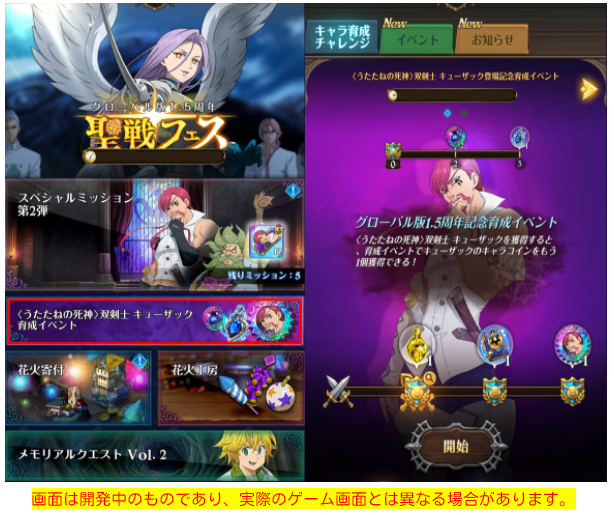 グローバル版1.5周年
聖戦フェス
スペシャルミッション
第2弾
残りミッション：5
〈うたたねの死神〉双剣士 キューザック
育成イベント
花火寄付
花火工房
メモリアルクエスト Vol. 2
キャラ育成
チャレンジ
New
イベント
New
お知らせ
〈うたたねの死神〉双剣士 キューザック登場記念育成イベント
0
2
3
グローバル版1.5周年記念育成イベント
〈うたたねの死神〉双剣士 キューザックを獲得すると
、育成イベントでキューザックのキャラコインをもう
1個獲得できる！
1
1
1
開始
画面は開発中のものであり、実際のゲーム画面とは異なる場合があります。